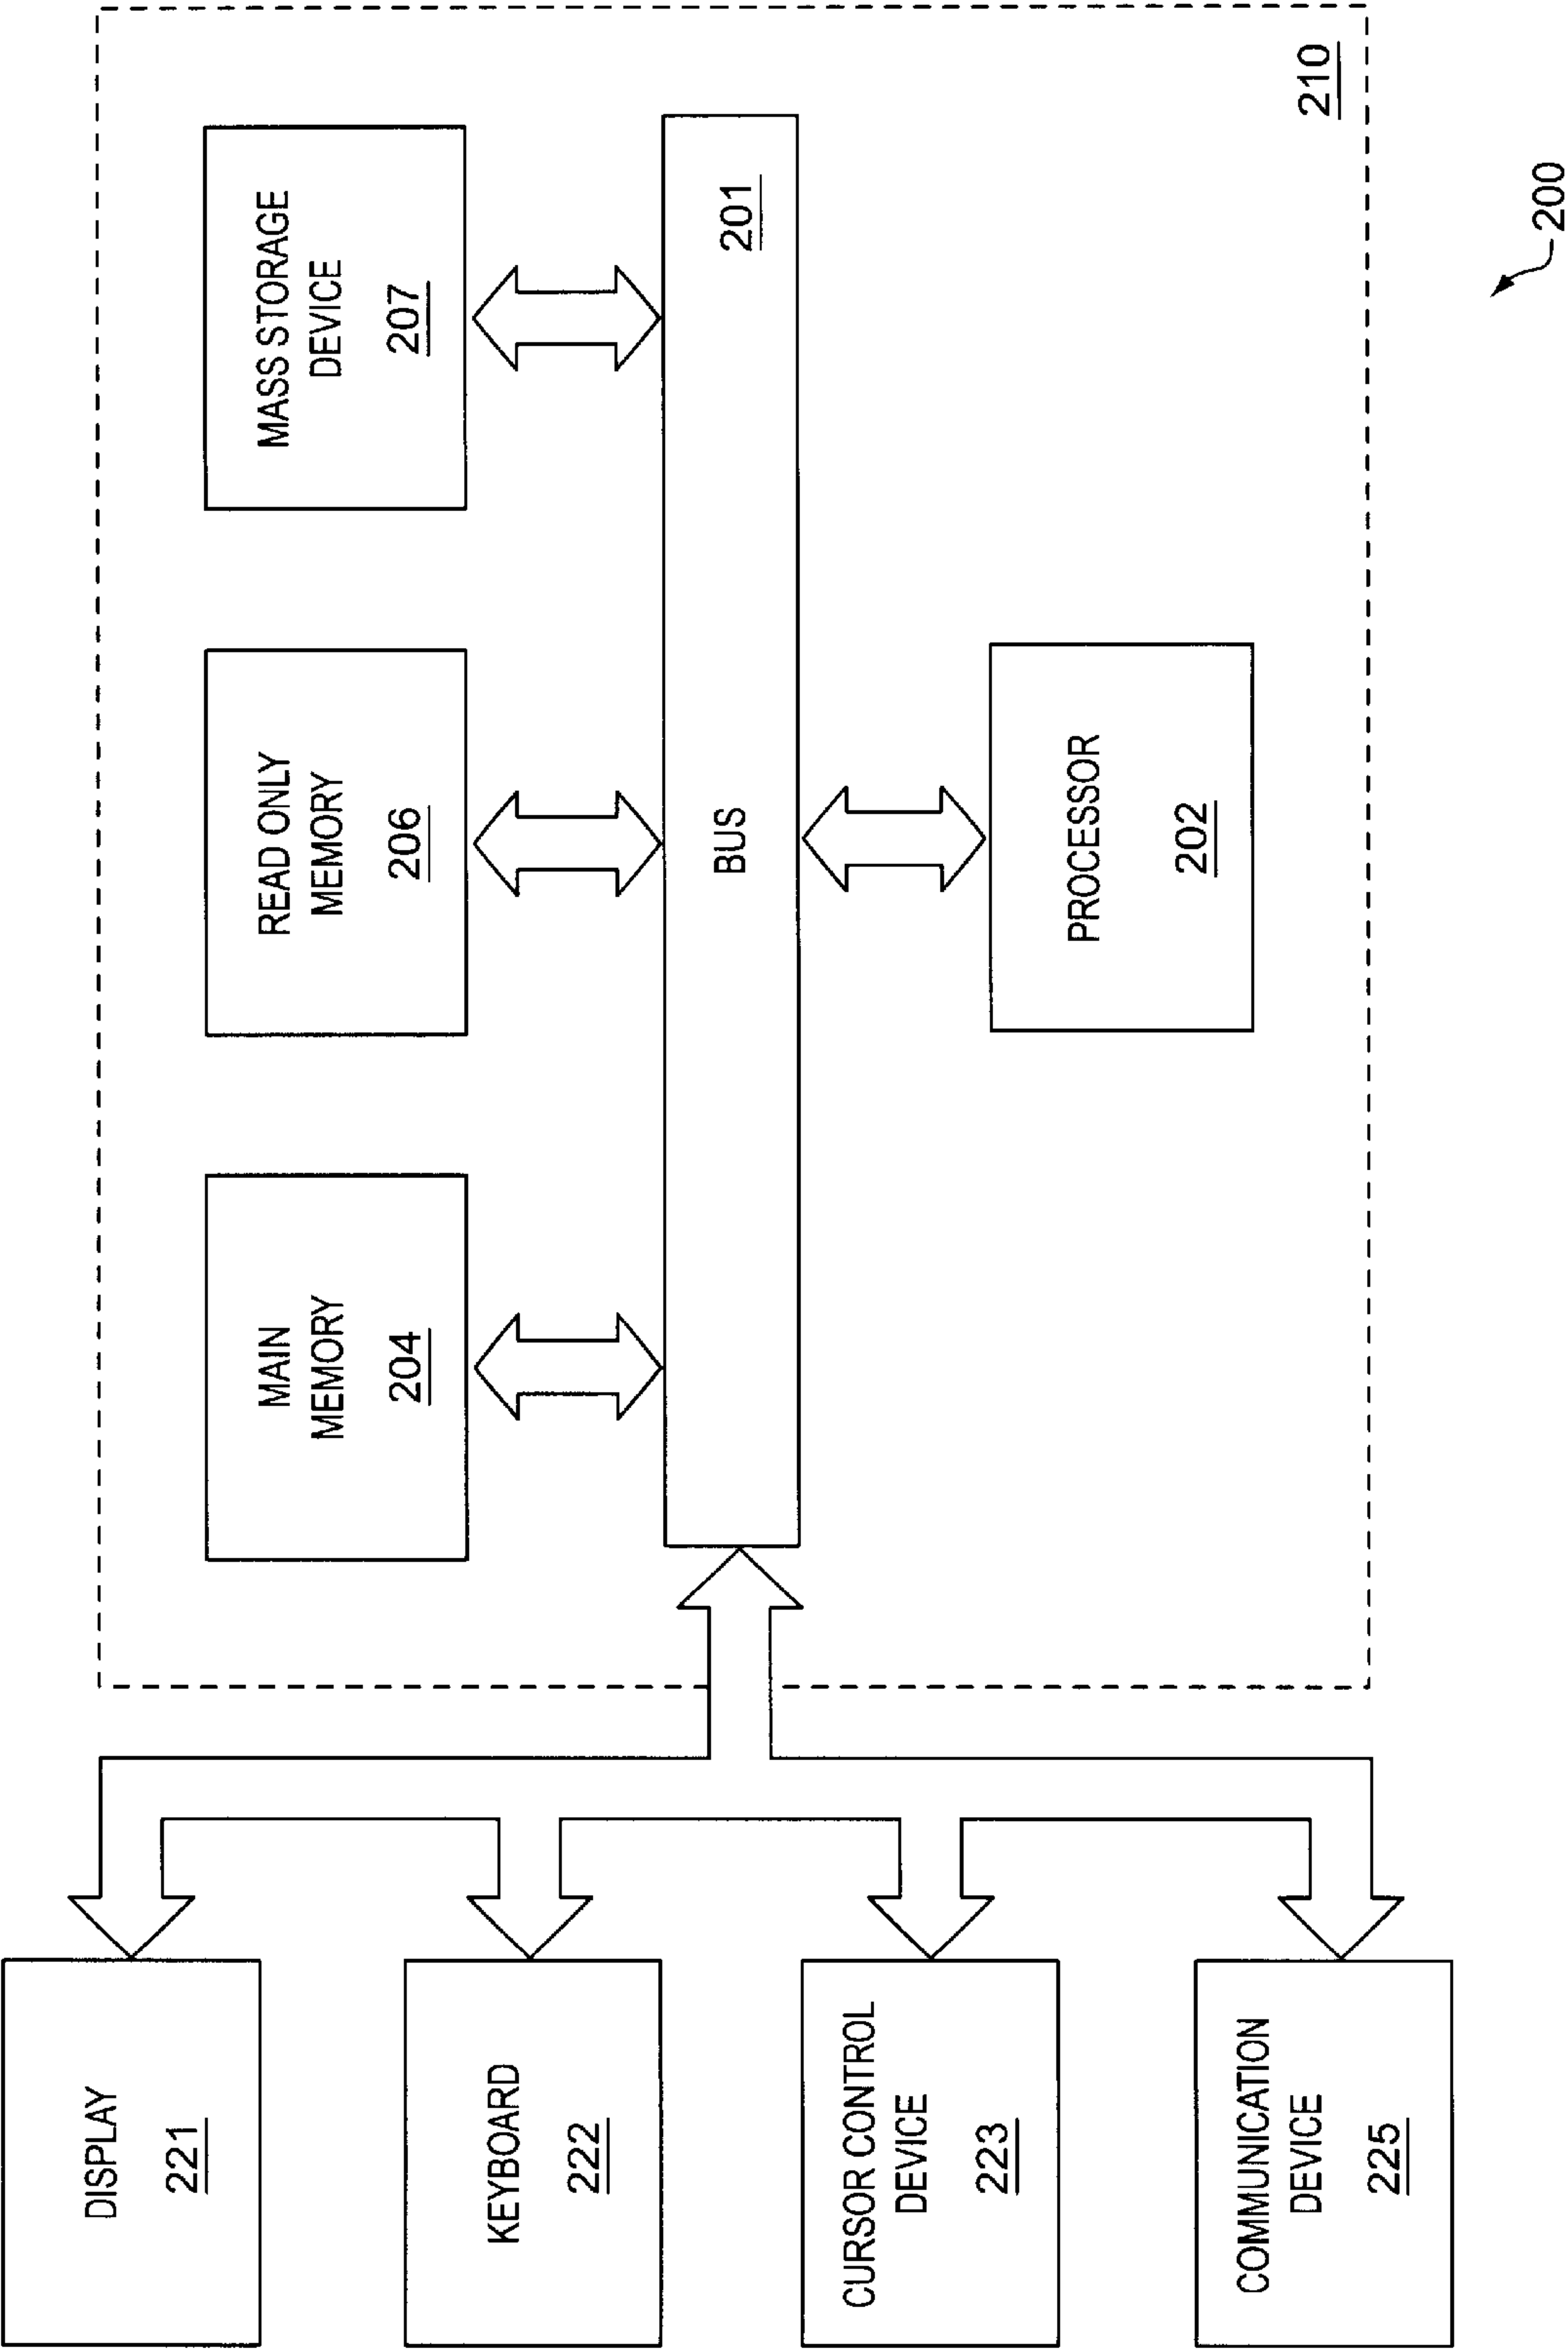 DISPLAY
221
KEYBOARD
222
CURSOR CONTROL
DEVICE
223
COMMUNICATION
DEVICE
225
MAIN
MEMORY
204
READ ONLY
MEMORY
206
MASS STORAGE
DEVICE
207
BUS
201
PROCESSOR
202
210
200